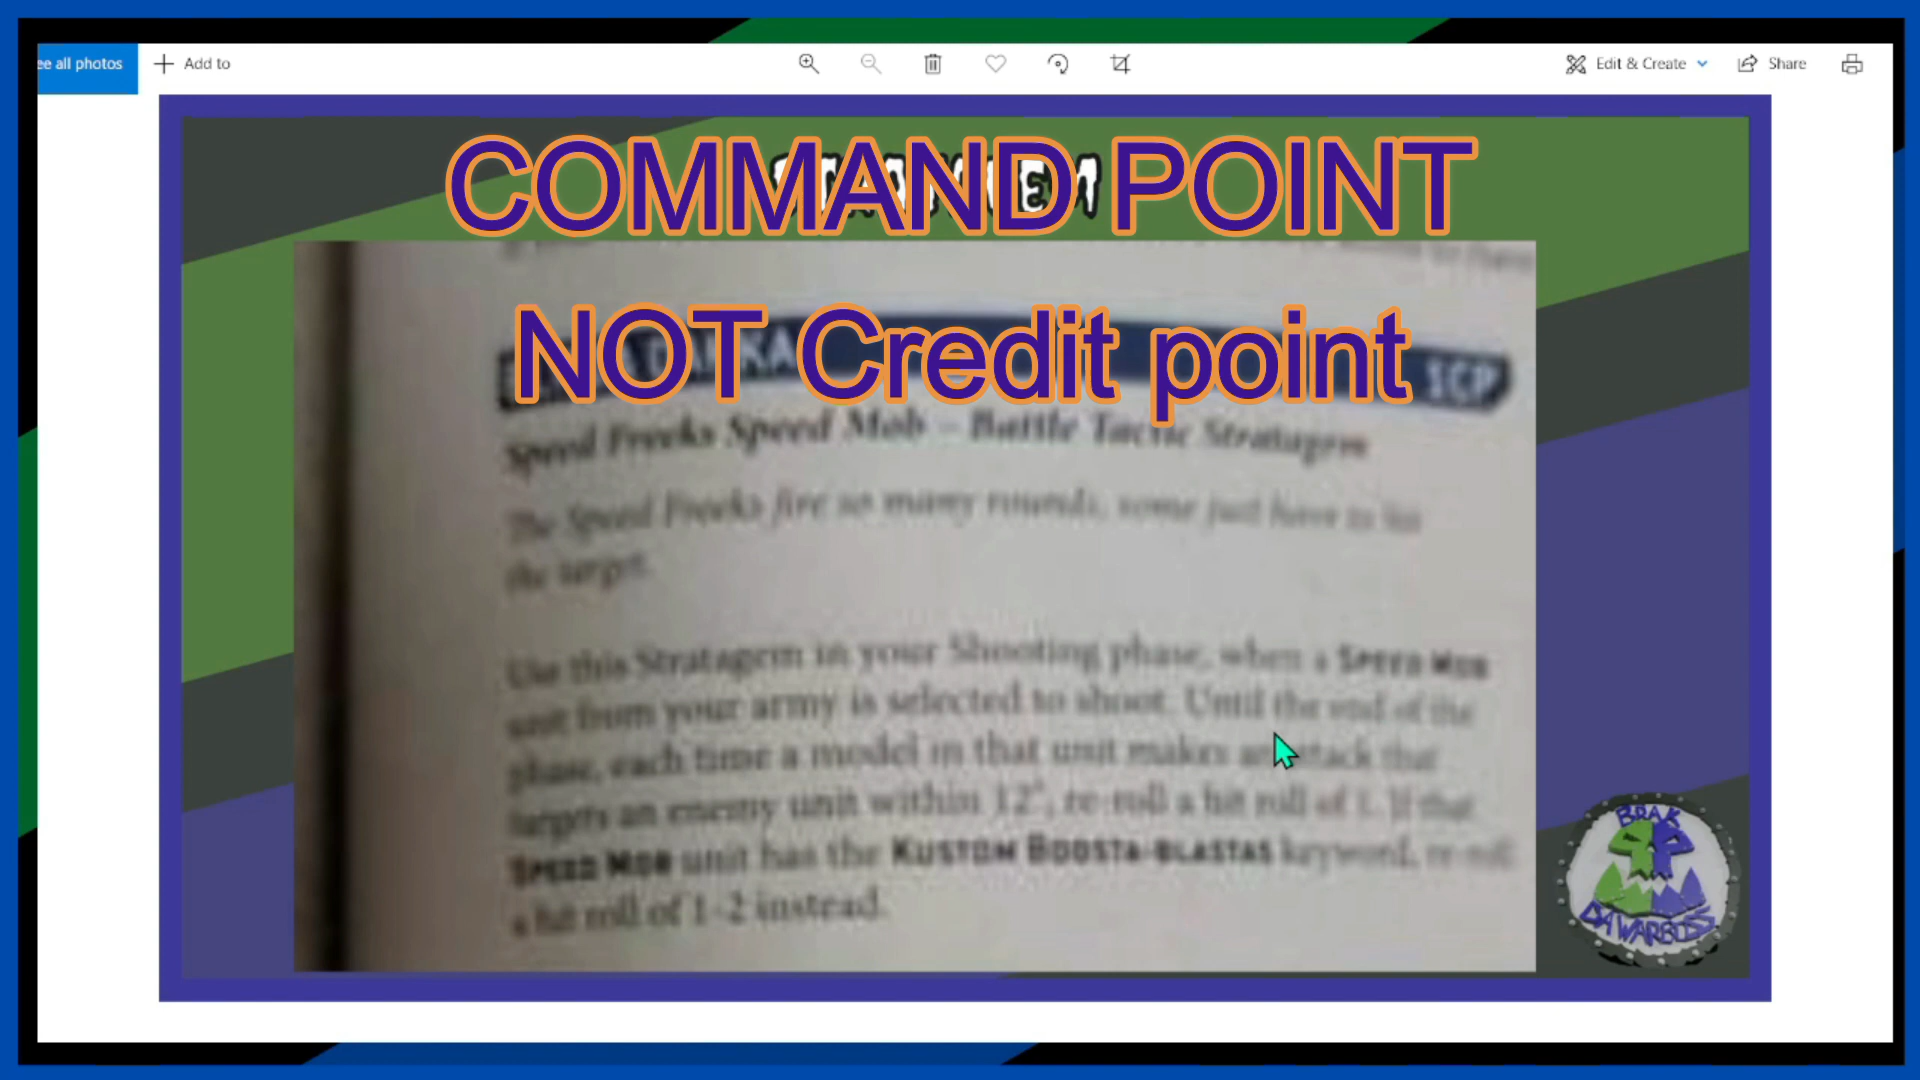 ee all photos
Add to
Edit & Create
Share
COMMAND POINT
NOT Credit point
1CP
Speed Freeks Speed Mob – Battle Tactic Stratagem
The Speed Freeks fire so many rounds, some just have to hit
the target.
Use this Stratagem in your Shooting phase, when a SPEED MOB
unit from your army is selected to shoot. Until the end of the
phase, each time a model in that unit makes an attack that
targets an enemy unit within 12", re-roll a hit roll of 1. If that
SPEED MOB unit has the KUSTOM BOOSTA-BLASTAS keyword, re-roll
a hit roll of 1-2 instead.
BRAK
DA WARBOSS